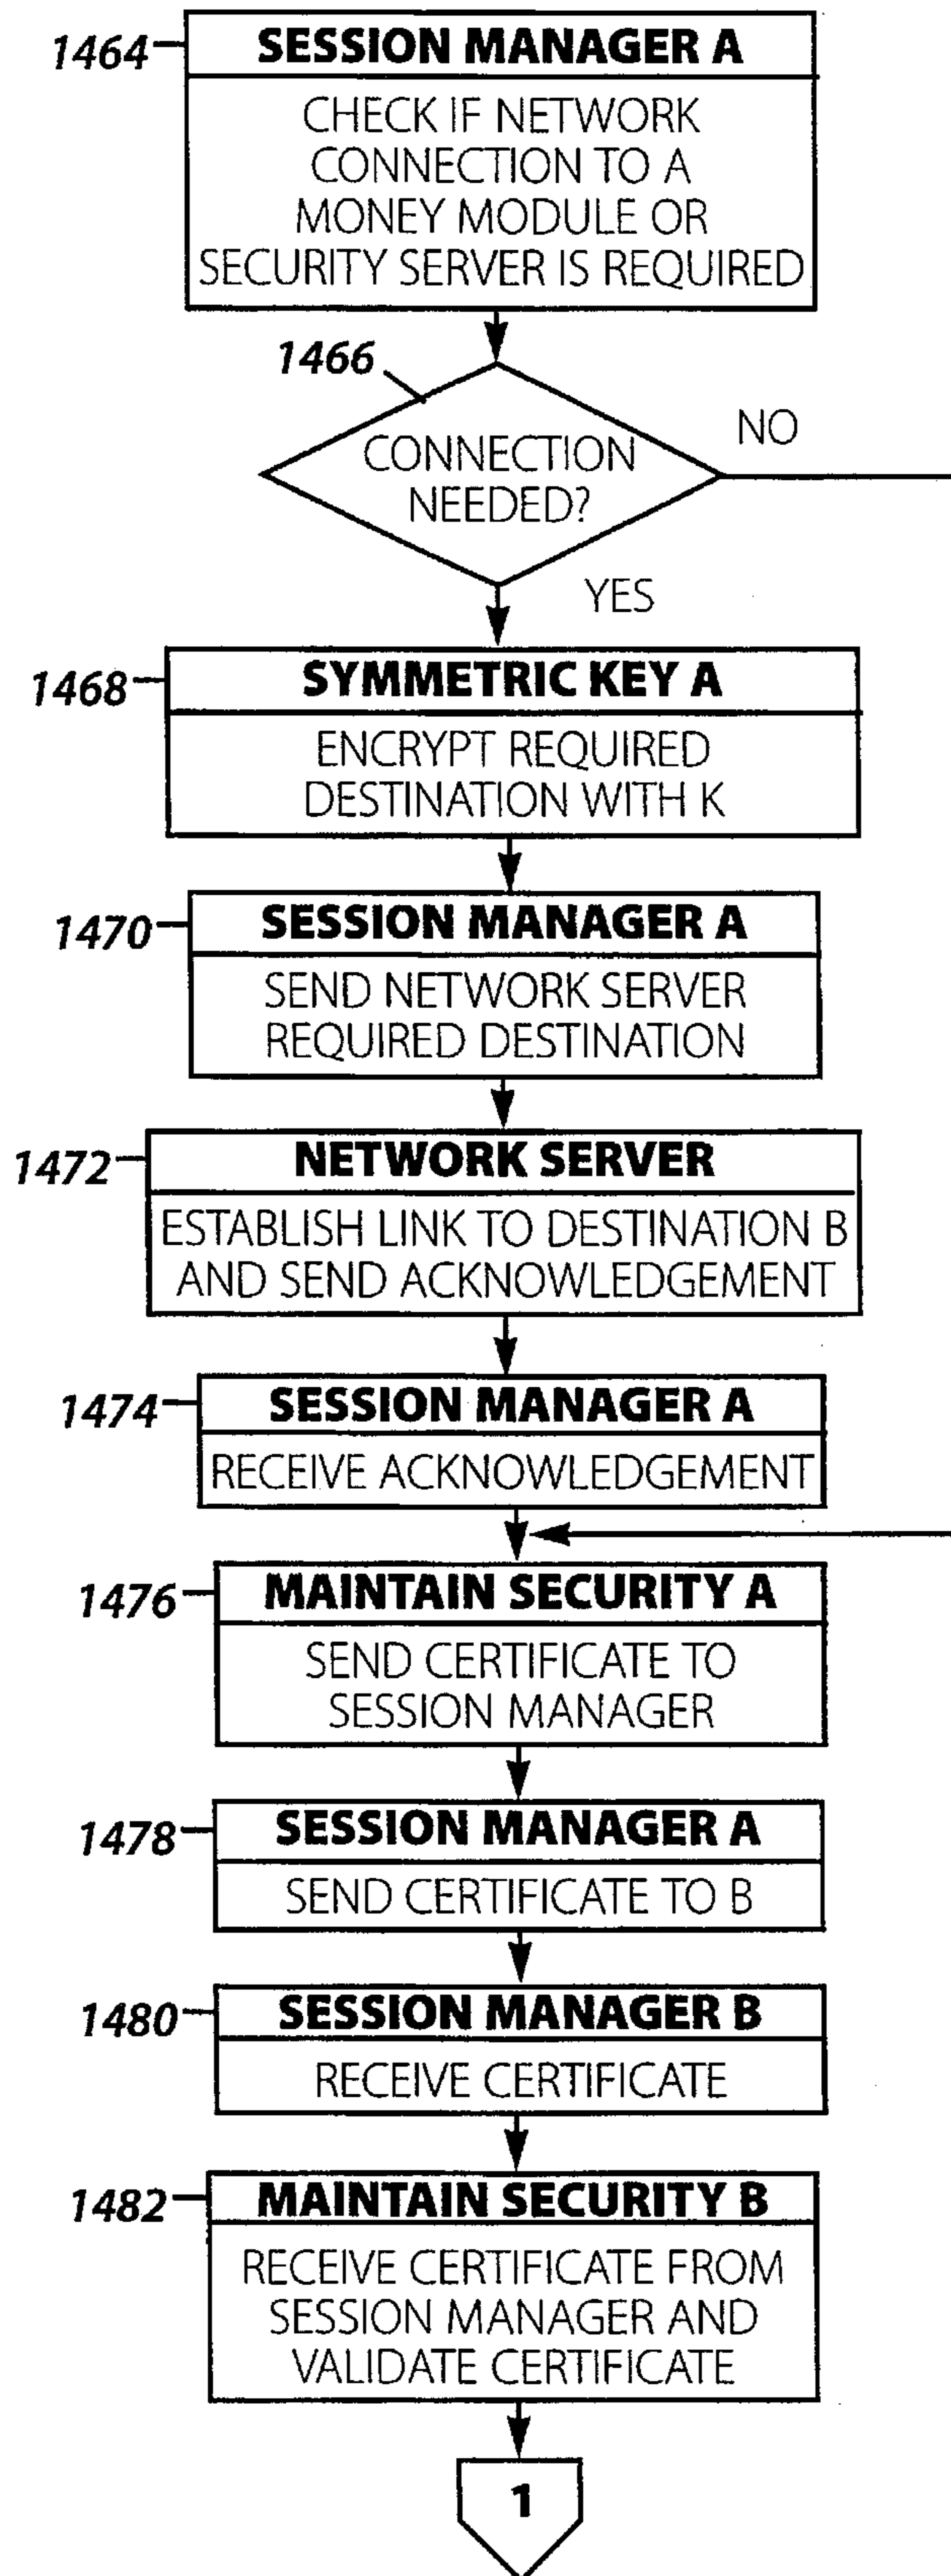 1464
SESSION MANAGER A
CHECK IF NETWORK
CONNECTION TO A
MONEY MODULE OR
SECURITY SERVER IS REQUIRED
1466
CONNECTION
NEEDED?
NO
YES
1468
SYMMETRIC KEY A
ENCRYPT REQUIRED
DESTINATION WITH K
1470
SESSION MANAGER A
SEND NETWORK SERVER
REQUIRED DESTINATION
1472
NETWORK SERVER
ESTABLISH LINK TO DESTINATION B
AND SEND ACKNOWLEDGEMENT
1474
SESSION MANAGER A
RECEIVE ACKNOWLEDGEMENT
1476
MAINTAIN SECURITY A
SEND CERTIFICATE TO
SESSION MANAGER
1478
SESSION MANAGER A
SEND CERTIFICATE TO B
1480
SESSION MANAGER B
RECEIVE CERTIFICATE
1482
MAINTAIN SECURITY B
RECEIVE CERTIFICATE FROM
SESSION MANAGER AND
VALIDATE CERTIFICATE
1